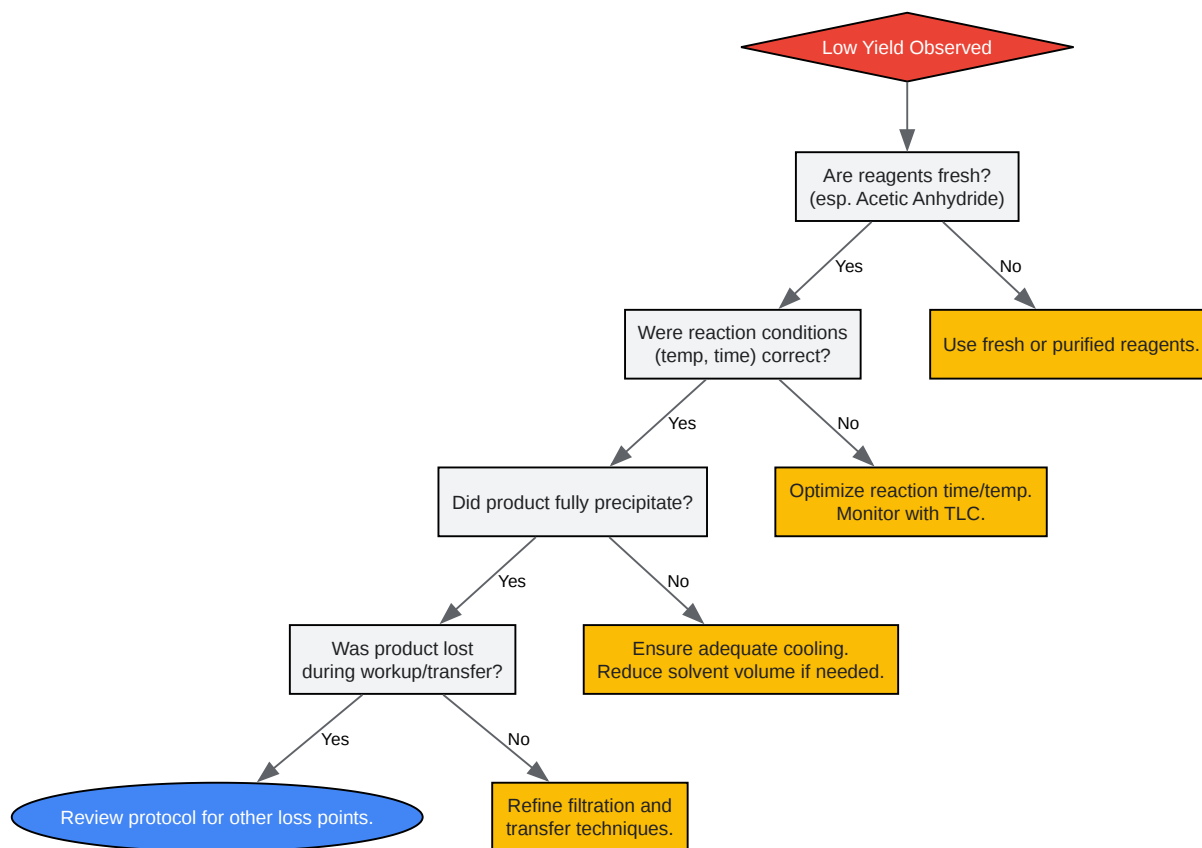 Low Yield Observed
Are reagents fresh?
(esp. Acetic Anhydride)
Yes
No
Were reaction conditions
(temp, time) correct?
Use fresh or purified reagents.
Yes
No
Did product fully precipitate?
Optimize reaction time/temp.
Monitor with TLC.
Yes
No
Was product lost
during workup/transfer?
Ensure adequate cooling.
Reduce solvent volume if needed.
Yes
No
Review protocol for other loss points.
Refine filtration and
transfer techniques.